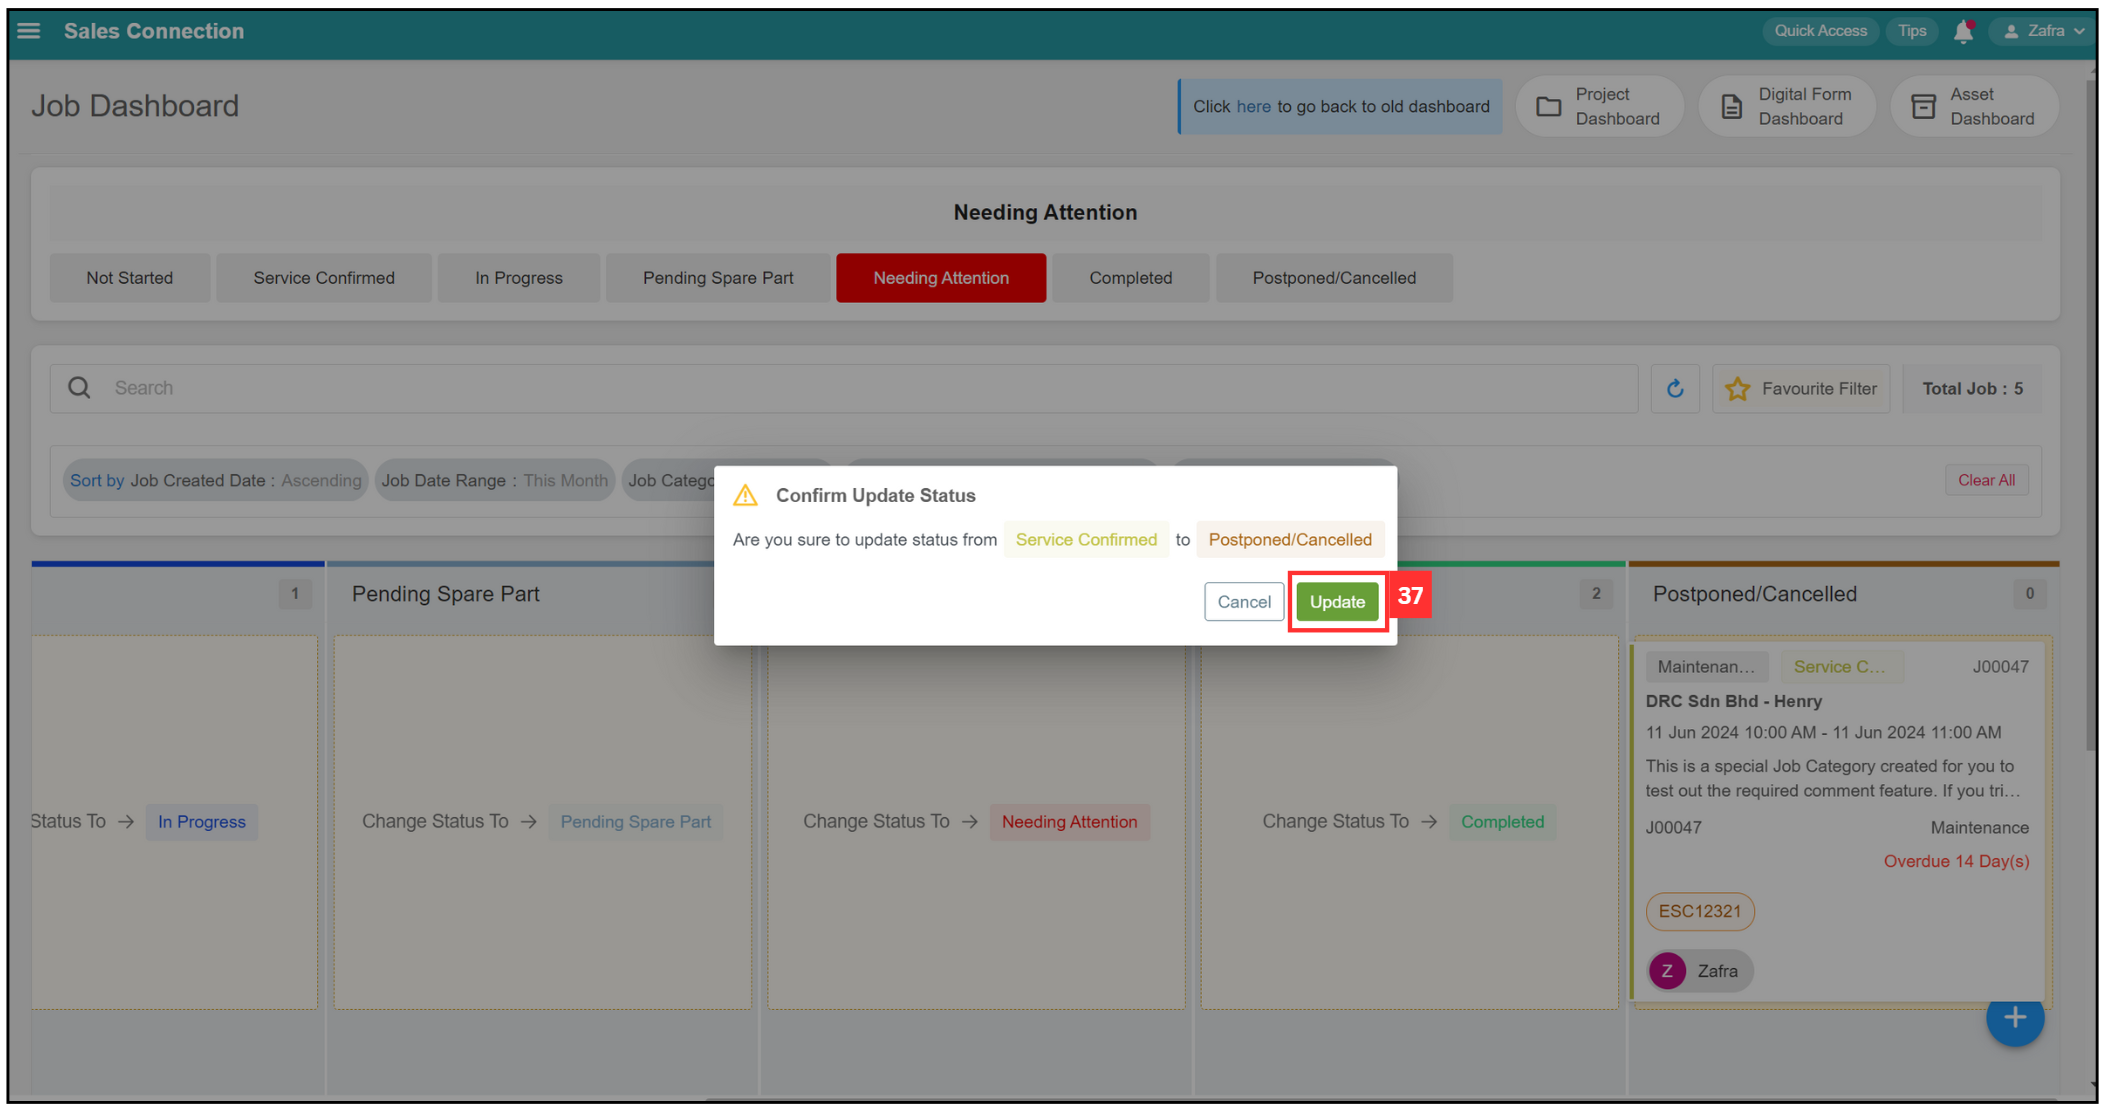 Sales Connection
Quick Access
Tips
Zafra
Job Dashboard
Click here to go back to old dashboard
Project
Dashboard
Digital Form
Dashboard
Asset
Dashboard
Needing Attention
Not Started
Service Confirmed
In Progress
Pending Spare Part
Needing Attention
Completed
Postponed/Cancelled
Search
Favourite Filter
Total Job : 5
Sort by Job Created Date : Ascending
Job Date Range : This Month
Job Catego
Clear All
Confirm Update Status
Are you sure to update status from Service Confirmed to Postponed/Cancelled
Cancel
Update
37
1
Pending Spare Part
2
Postponed/Cancelled
0
Status To → In Progress
Change Status To → Pending Spare Part
Change Status To → Needing Attention
Change Status To → Completed
Maintenan...
Service C...
J00047
DRC Sdn Bhd - Henry
11 Jun 2024 10:00 AM - 11 Jun 2024 11:00 AM
This is a special Job Category created for you to
test out the required comment feature. If you tri...
J00047
Maintenance
Overdue 14 Day(s)
ESC12321
Z
Zafra